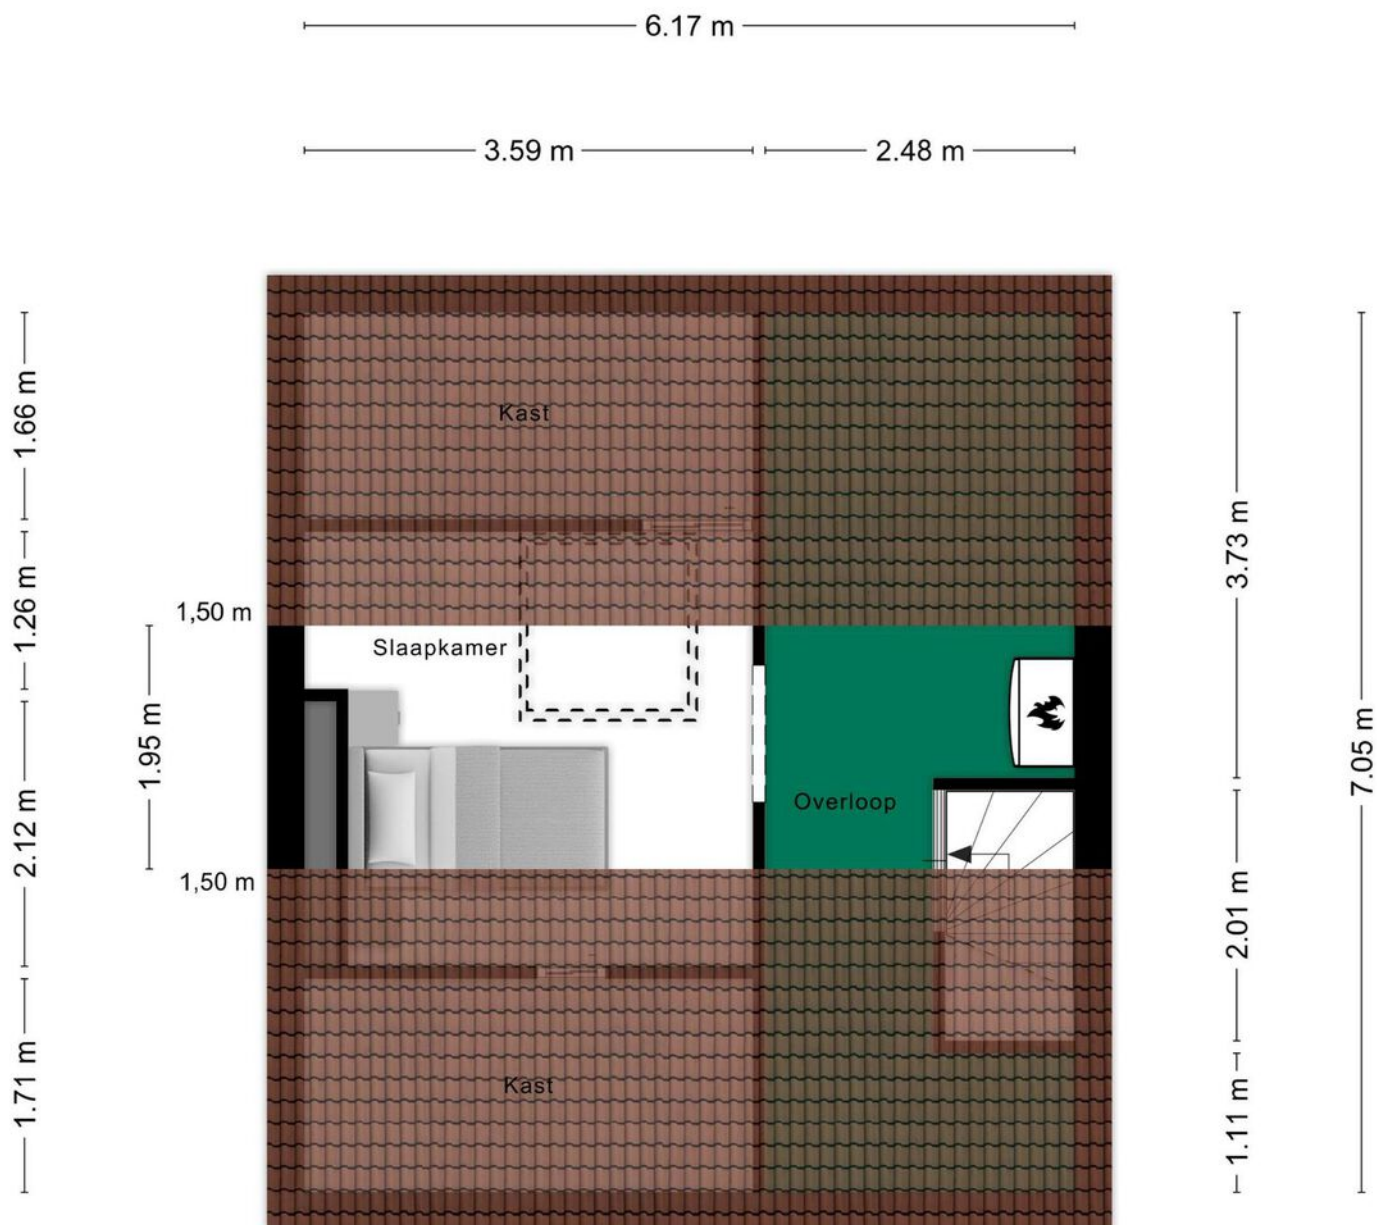 6.17 m
3.59 m
2.48 m
1.66 m
Kast
3.73 m
1.26 m
1,50 m
Slaapkamer
1.95 m
7.05 m
Overloop
2.12 m
1,50 m
2.01 m
1.71 m
Kast
1.11 m